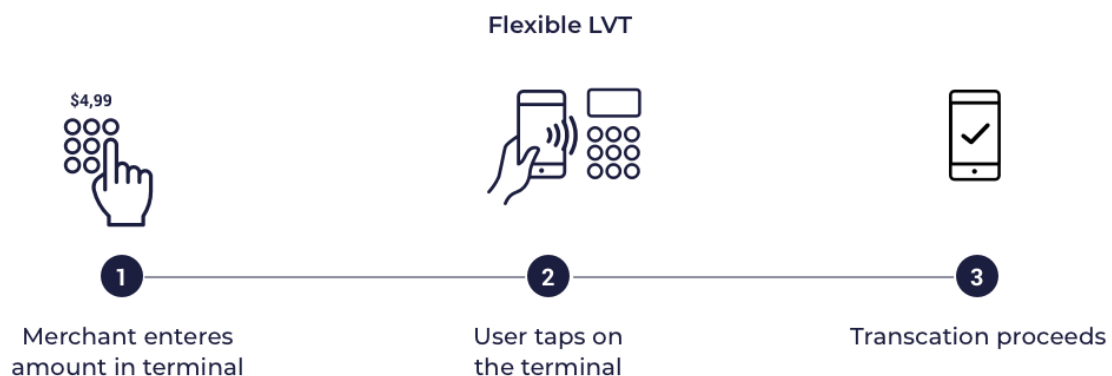 Flexible LVT
$4,99
1
2
3
Merchant enteres
amount in terminal
User taps on
the terminal
Transcation proceeds